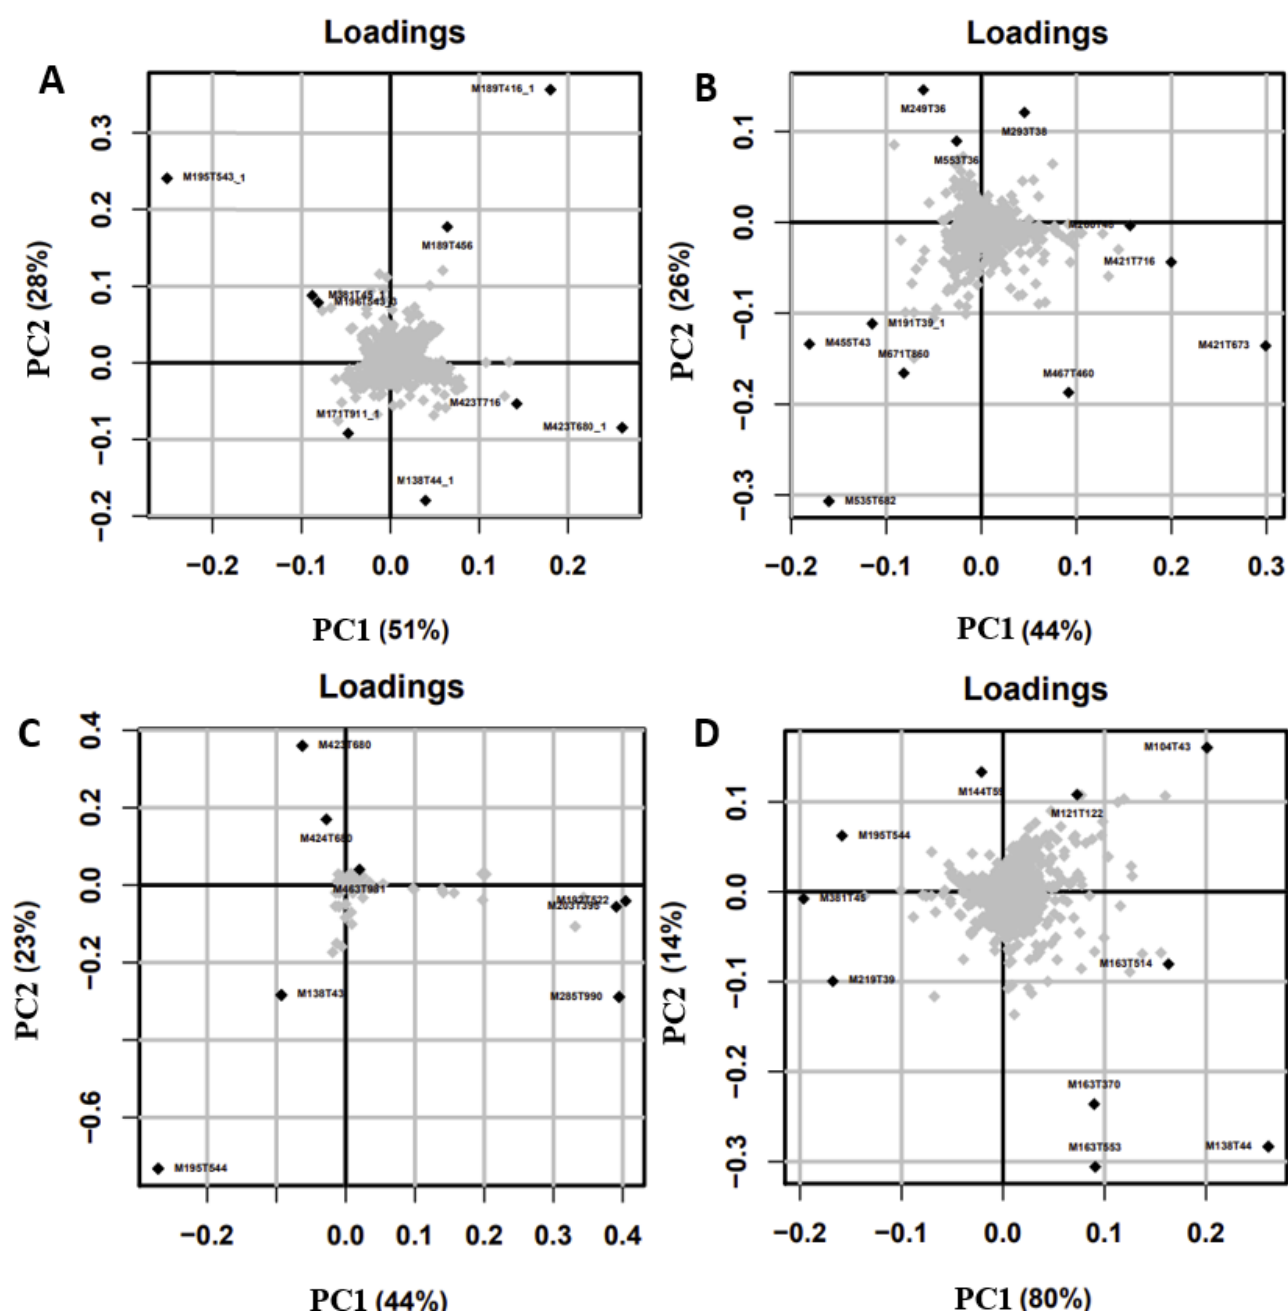 Loadings
A
M189T416_1
M195T543_1
M189T456
M381T45_1
M196T543_3
M423T716
M171T911_1
M423T680_1
M138T44_1
0.3
0.2
0.1
0.0
−0.1
−0.2
PC2 (28%)
−0.2 −0.1 0.0 0.1 0.2
PC1 (51%)
Loadings
B
M249T36
M293T38
M553T36
M421T716
M191T39_1
M455T43
M671T860
M421T673
M467T460
M535T682
0.1
0.0
−0.1
−0.2
−0.3
PC2 (26%)
−0.2 −0.1 0.0 0.1 0.2 0.3
PC1 (44%)
Loadings
C
M423T680
M424T680
M463T981
M203T396
M138T43
M285T990
M195T544
0.4
0.2
0.0
−0.2
−0.6
PC2 (23%)
−0.2 0.0 0.1 0.2 0.3 0.4
PC1 (44%)
Loadings
D
M104T43
M144T59
M121T122
M195T544
M381T45
M163T514
M219T39
M163T370
M163T553
M138T44
0.1
0.0
−0.1
−0.2
−0.3
PC2 (14%)
−0.2 −0.1 0.0 0.1 0.2
PC1 (80%)